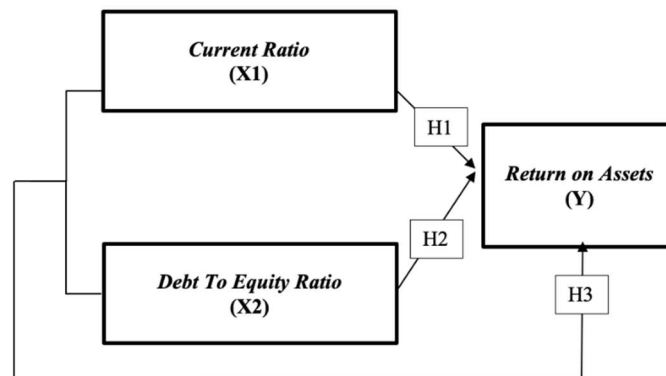 Current Ratio
(X1)
H1
Return on Assets
(Y)
H2
Debt To Equity Ratio
(X2)
H3